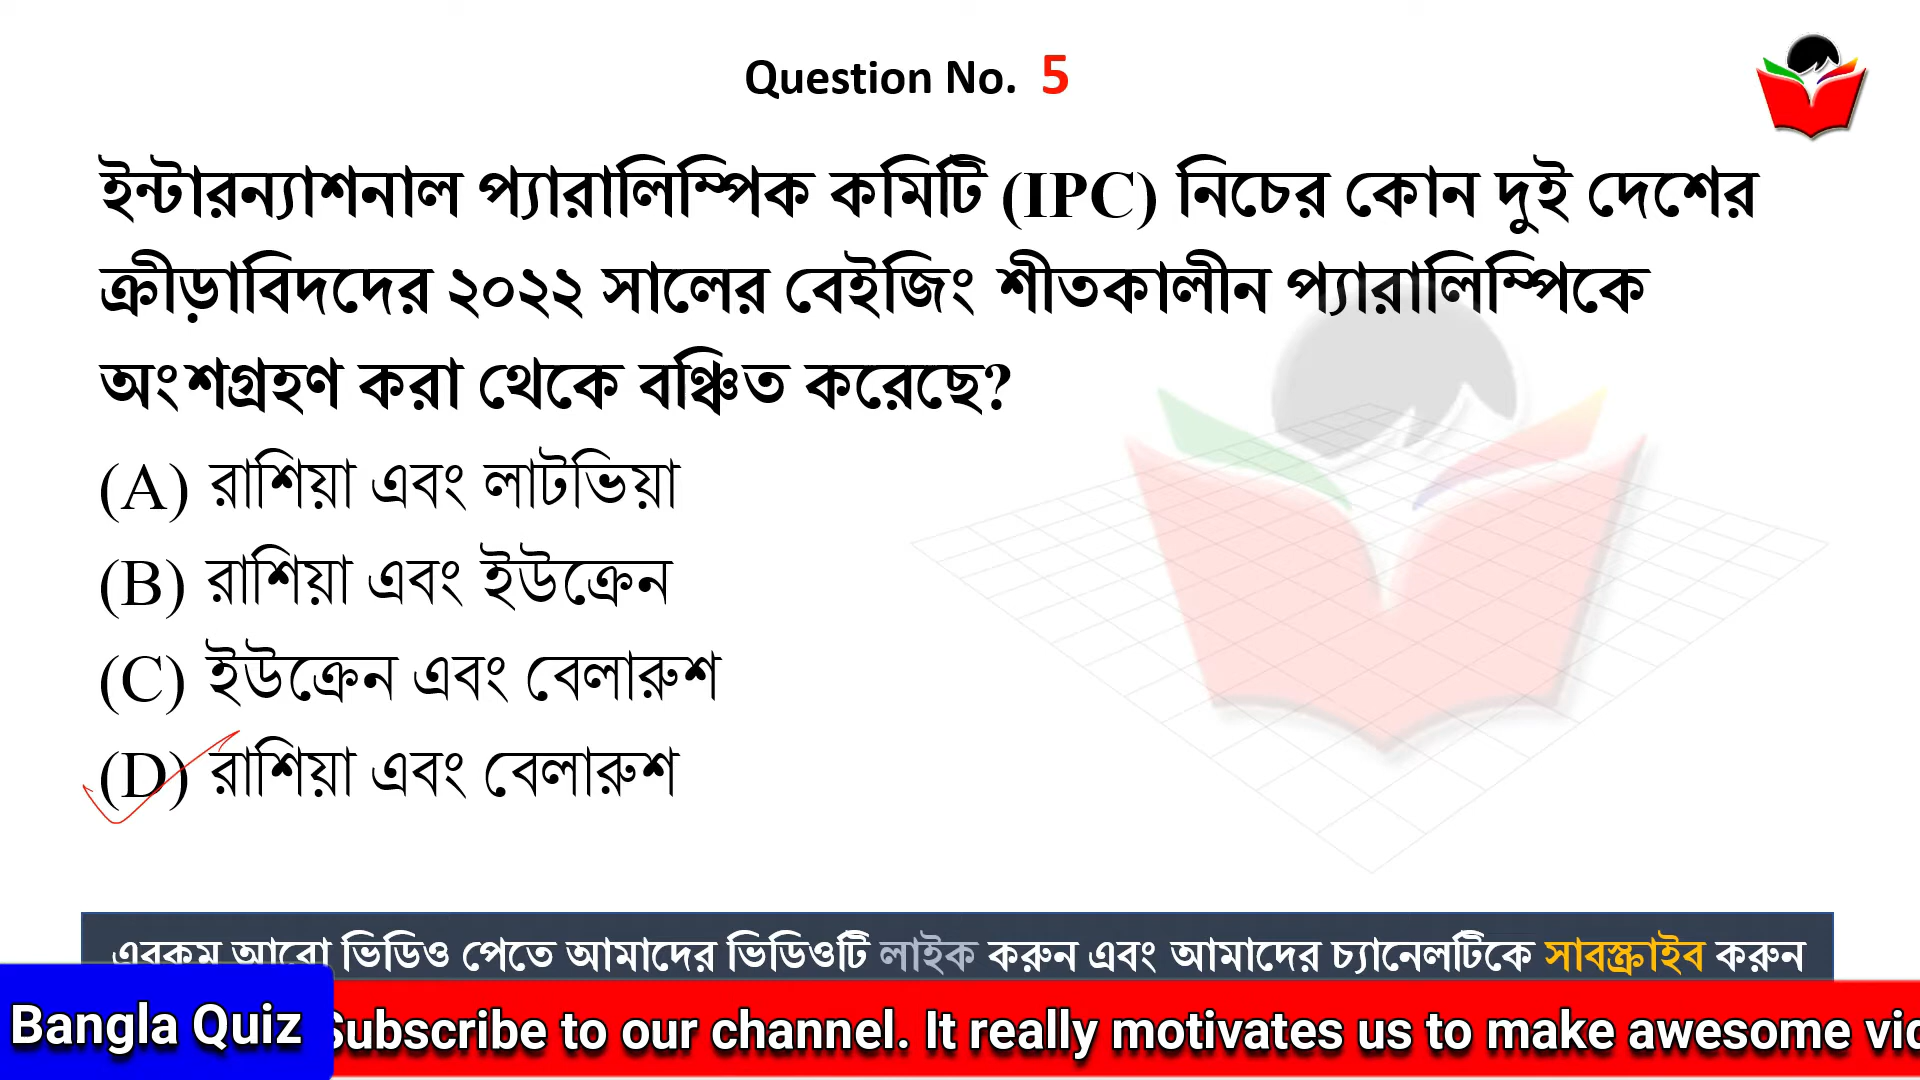 Question No. 5
ইন্টারন্যাশনাল প্যারালিম্পিক কমিটি (IPC) নিচের কোন দুই দেশের
ক্রীড়াবিদদের ২০২২ সালের বেইজিং শীতকালীন প্যারালিম্পিকে
অংশগ্রহণ করা থেকে বঞ্চিত করেছে?
(A) রাশিয়া এবং লাটভিয়া
(B) রাশিয়া এবং ইউক্রেন
(C) ইউক্রেন এবং বেলারুশ
(D) রাশিয়া এবং বেলারুশ
এরকম আরো ভিডিও পেতে আমাদের ভিডিওটি লাইক করুন এবং আমাদের চ্যানেলটিকে সাবস্ক্রাইব করুন
Bangla Quiz Subscribe to our channel. It really motivates us to make awesome